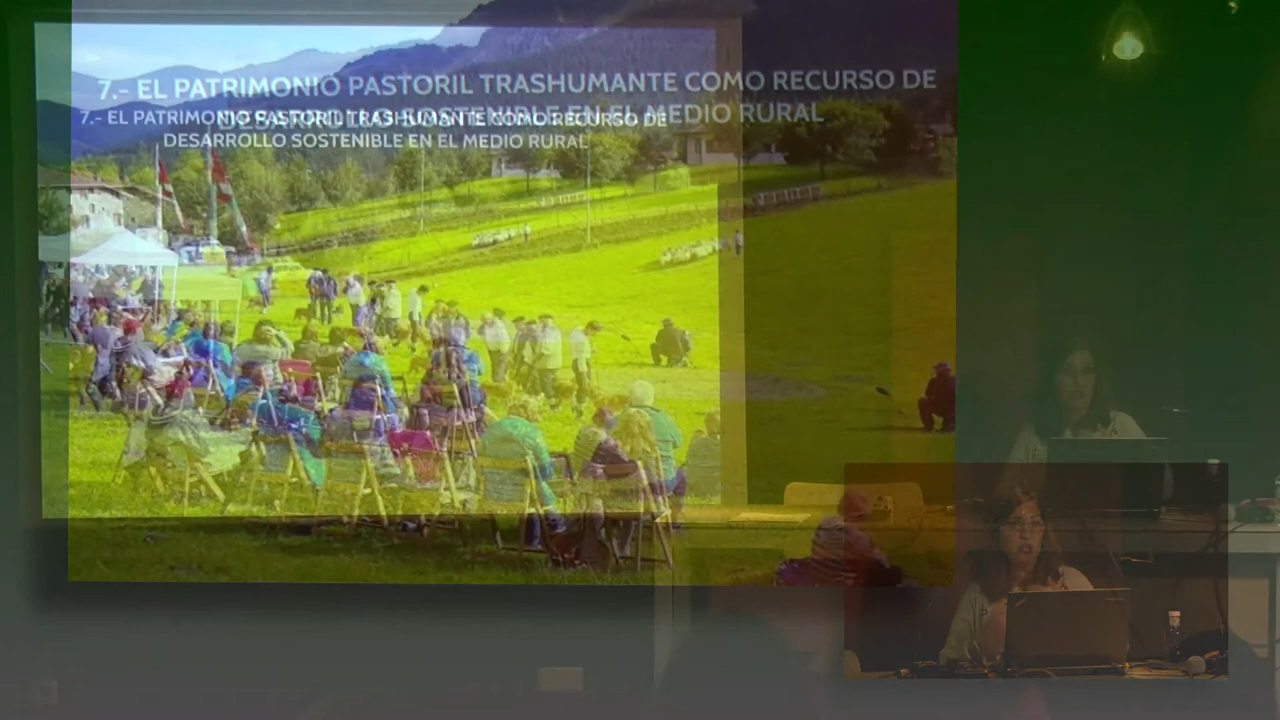 7.- EL PATRIMONIO PASTORIL TRASHUMANTE COMO RECURSO DE
DESARROLLO SOSTENIBLE EN EL MEDIO RURAL
7.- EL PATRIMONIO PASTORIL TRASHUMANTE COMO RECURSO DE
DESARROLLO SOSTENIBLE EN EL MEDIO RURAL